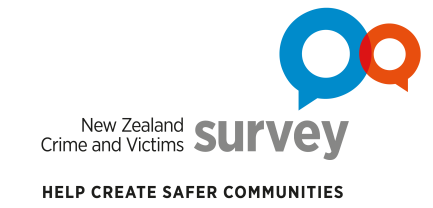 New Zealand
Crime and Victims survey
HELP CREATE SAFER COMMUNITIES